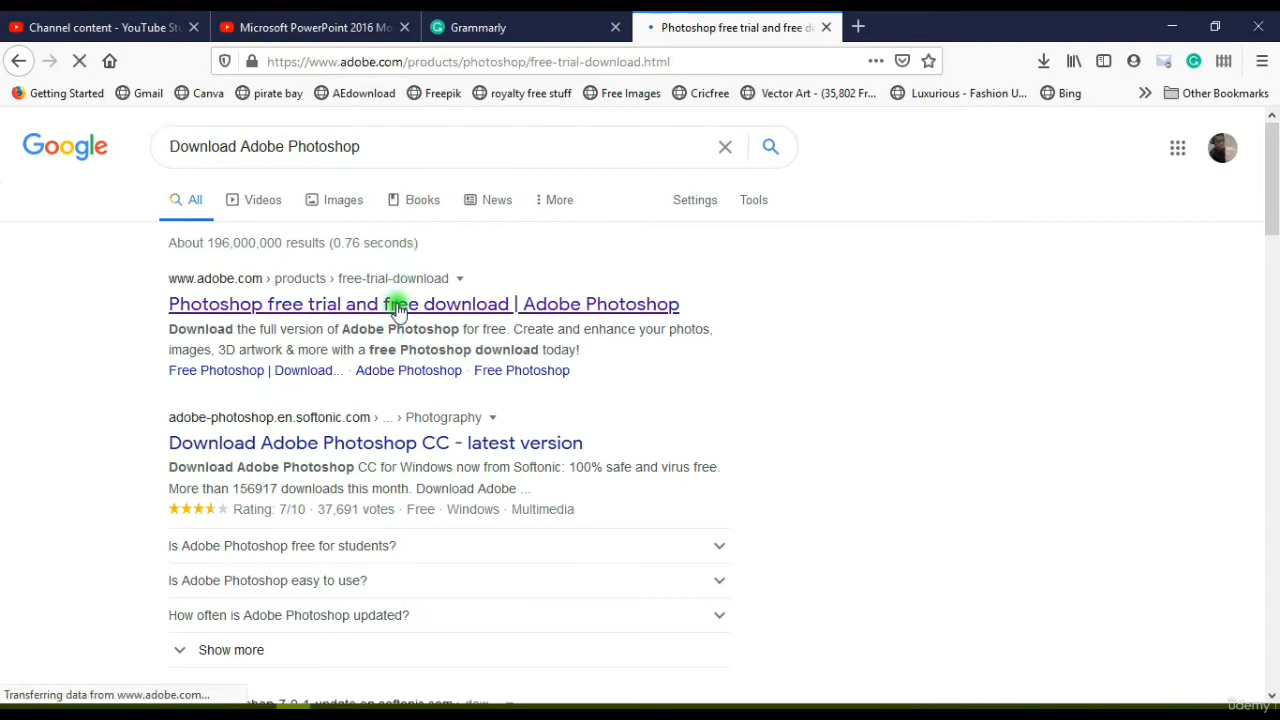 Channel content - YouTube Stu
Microsoft PowerPoint 2016 Mo
Grammarly
Photoshop free trial and free do
https://www.adobe.com/products/photoshop/free-trial-download.html
Getting Started
Gmail
Canva
pirate bay
AEdownload
Freepik
royalty free stuff
Free Images
Cricfree
Vector Art - (35,802 Fr...
Luxurious - Fashion U...
Bing
Other Bookmarks
Google
Download Adobe Photoshop
All
Videos
Images
Books
News
More
Settings
Tools
About 196,000,000 results (0.76 seconds)
www.adobe.com › products › free-trial-download
Photoshop free trial and free download | Adobe Photoshop
Download the full version of Adobe Photoshop for free. Create and enhance your photos,
images, 3D artwork & more with a free Photoshop download today!
Free Photoshop | Download... · Adobe Photoshop · Free Photoshop
adobe-photoshop.en.softonic.com › ... › Photography
Download Adobe Photoshop CC - latest version
Download Adobe Photoshop CC for Windows now from Softonic: 100% safe and virus free.
More than 156917 downloads this month. Download Adobe ...
Rating: 7/10 · 37,691 votes · Free · Windows · Multimedia
Is Adobe Photoshop free for students?
Is Adobe Photoshop easy to use?
How often is Adobe Photoshop updated?
Show more
Transferring data from www.adobe.com...
udemy